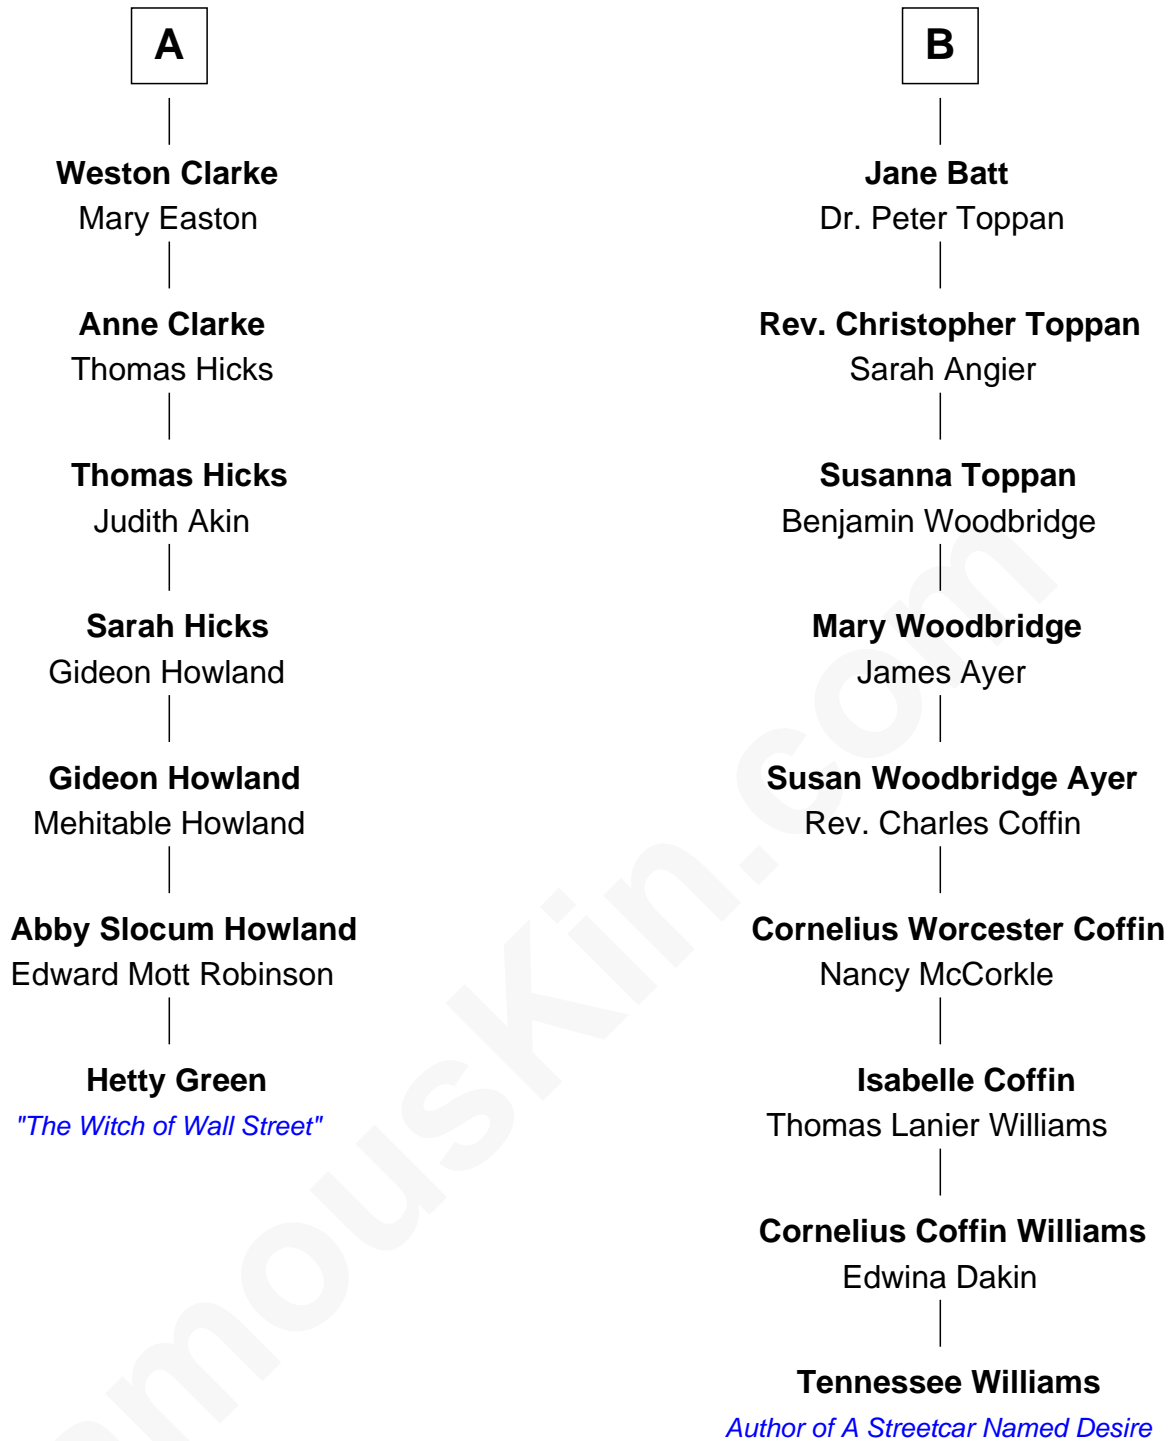 A
Weston Clarke
Mary Easton
Anne Clarke
Thomas Hicks
Thomas Hicks
Judith Akin
Sarah Hicks
Gideon Howland
Gideon Howland
Mehitable Howland
Abby Slocum Howland
Edward Mott Robinson
Hetty Green
"The Witch of Wall Street"
B
Jane Batt
Dr. Peter Toppan
Rev. Christopher Toppan
Sarah Angier
Susanna Toppan
Benjamin Woodbridge
Mary Woodbridge
James Ayer
Susan Woodbridge Ayer
Rev. Charles Coffin
Cornelius Worcester Coffin
Nancy McCorkle
Isabelle Coffin
Thomas Lanier Williams
Cornelius Coffin Williams
Edwina Dakin
Tennessee Williams
Author of A Streetcar Named Desire
amousKin.com